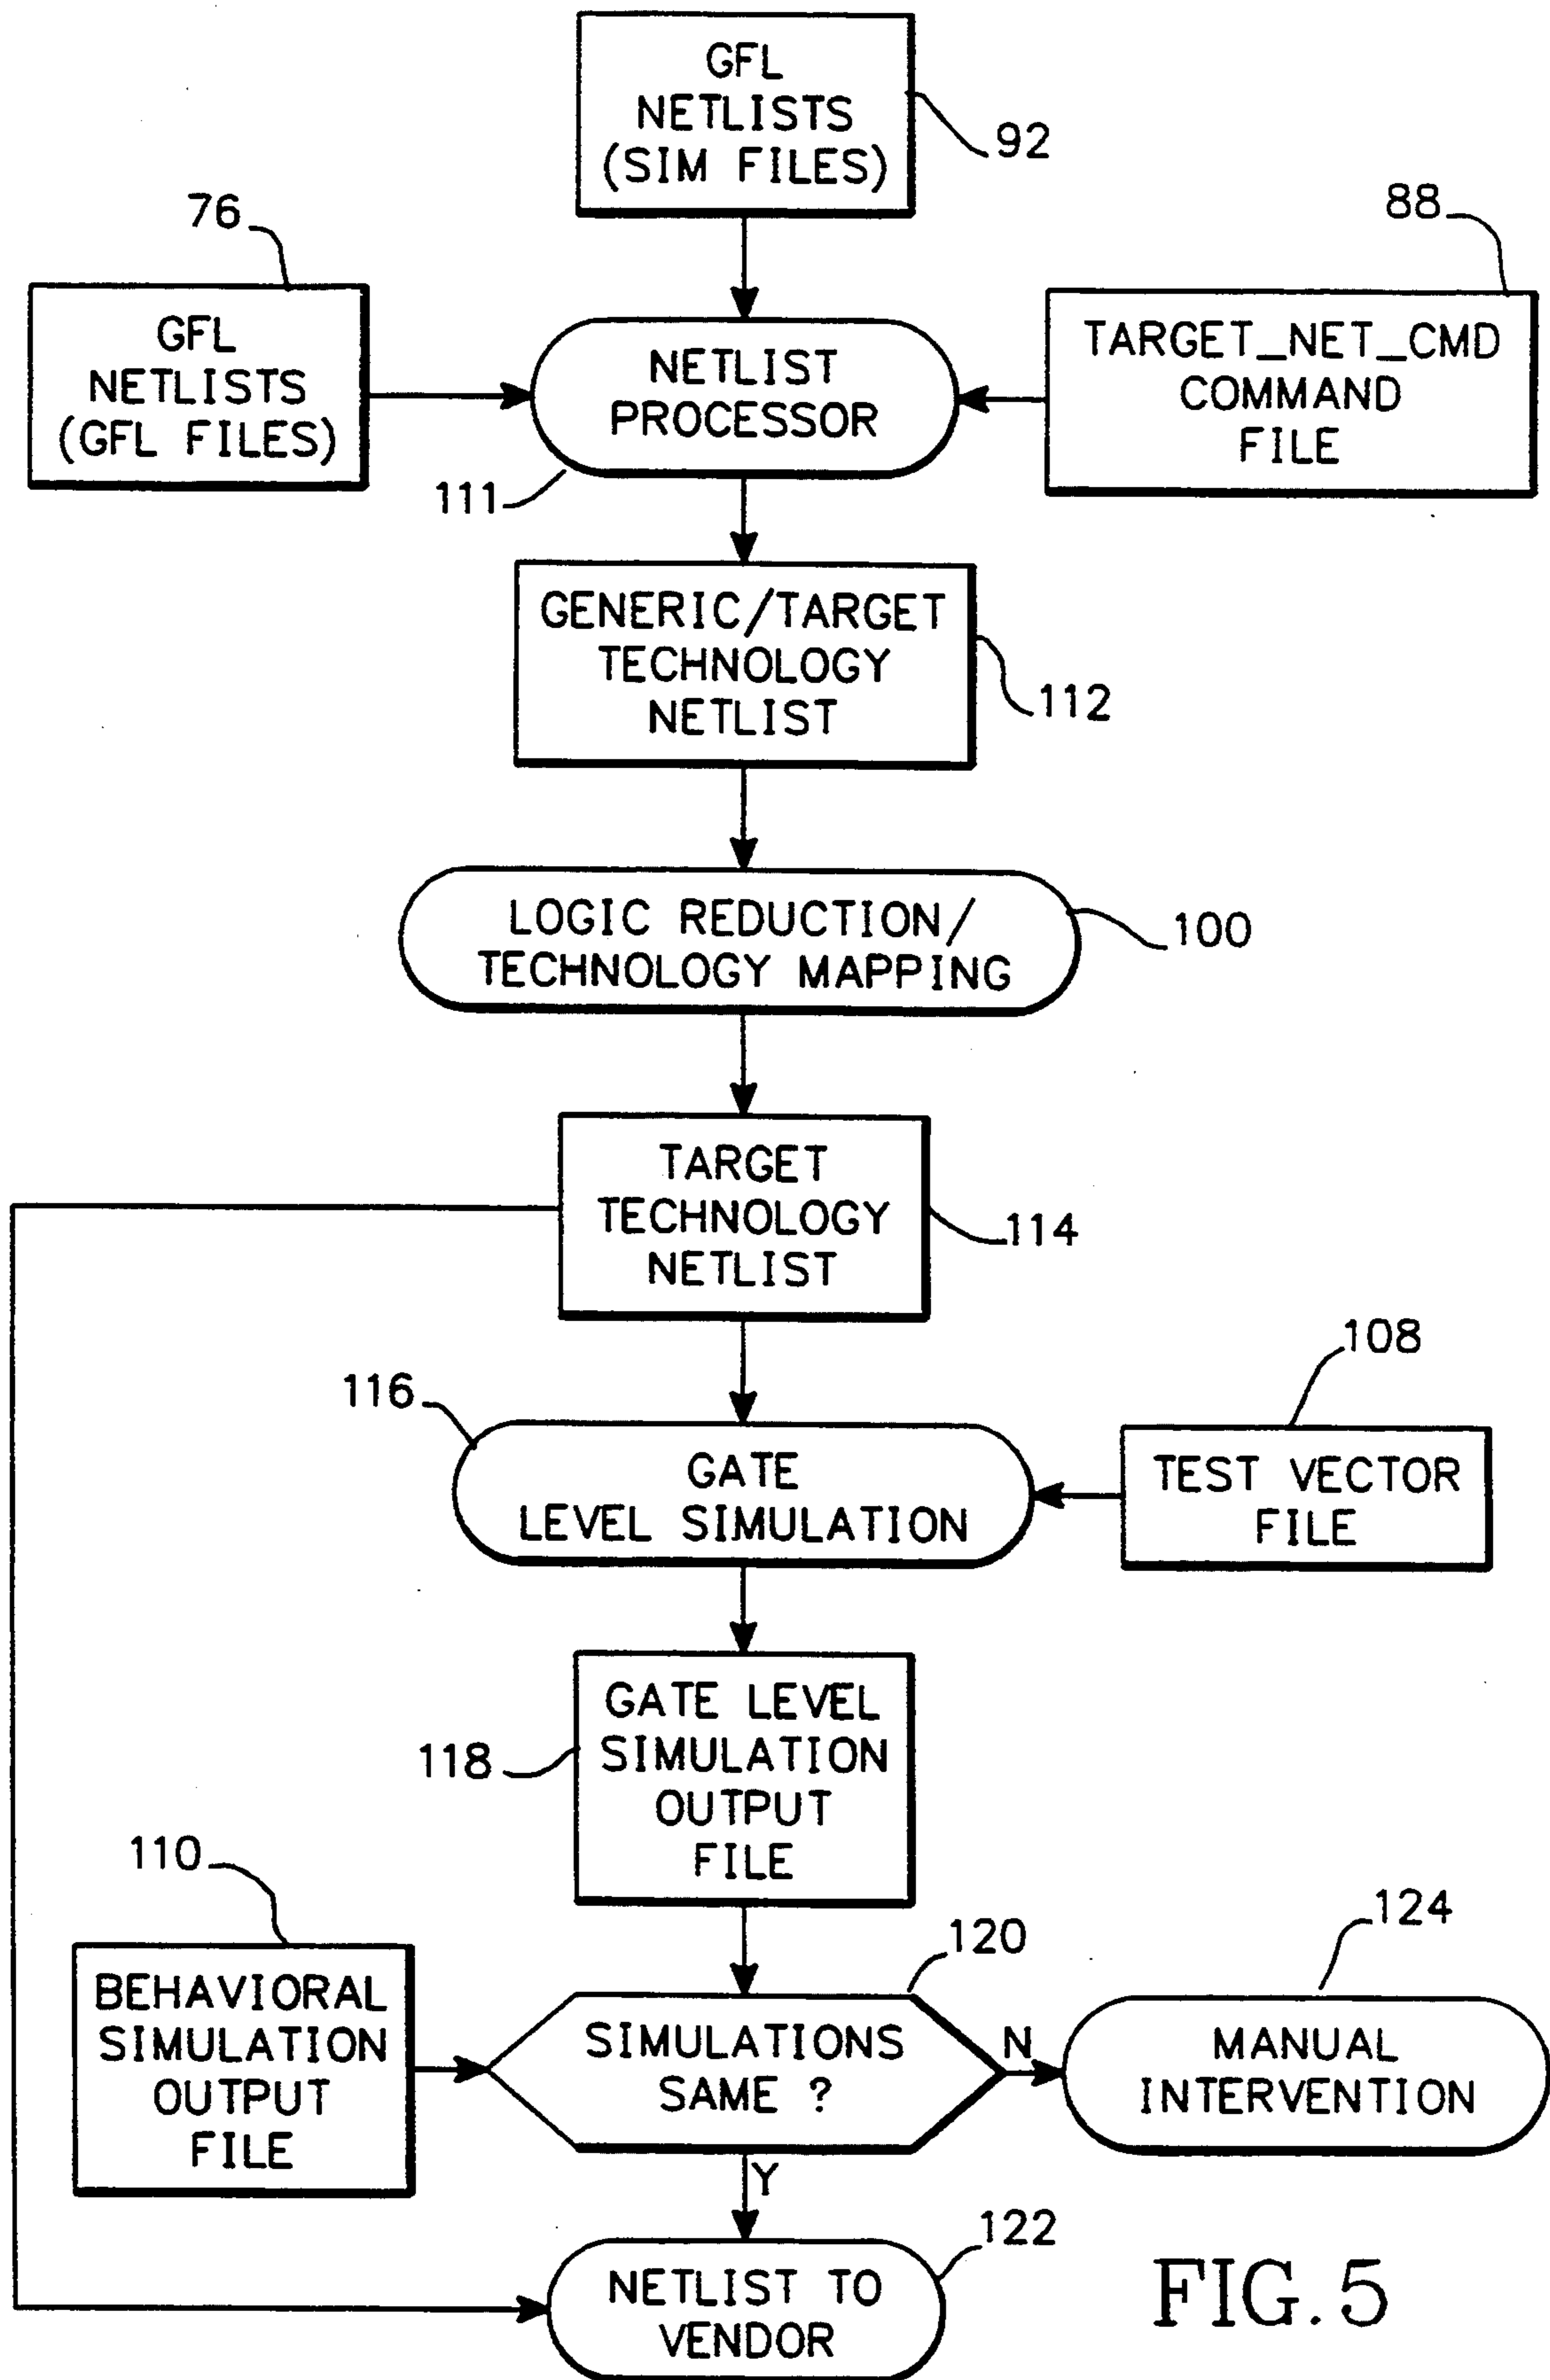 GFL
NETLISTS
(SIM FILES)
92
76
88
GFL
NETLISTS
(GFL FILES)
NETLIST
PROCESSOR
TARGET_NET_CMD
COMMAND
FILE
111
GENERIC/TARGET
TECHNOLOGY
NETLIST
112
LOGIC REDUCTION/
TECHNOLOGY MAPPING
100
TARGET
TECHNOLOGY
NETLIST
114
108
116
GATE
LEVEL SIMULATION
TEST VECTOR
FILE
GATE LEVEL
SIMULATION
OUTPUT
FILE
118
110
120
124
BEHAVIORAL
SIMULATION
OUTPUT
FILE
SIMULATIONS
SAME ?
N
MANUAL
INTERVENTION
Y
122
NETLIST TO
VENDOR
FIG. 5